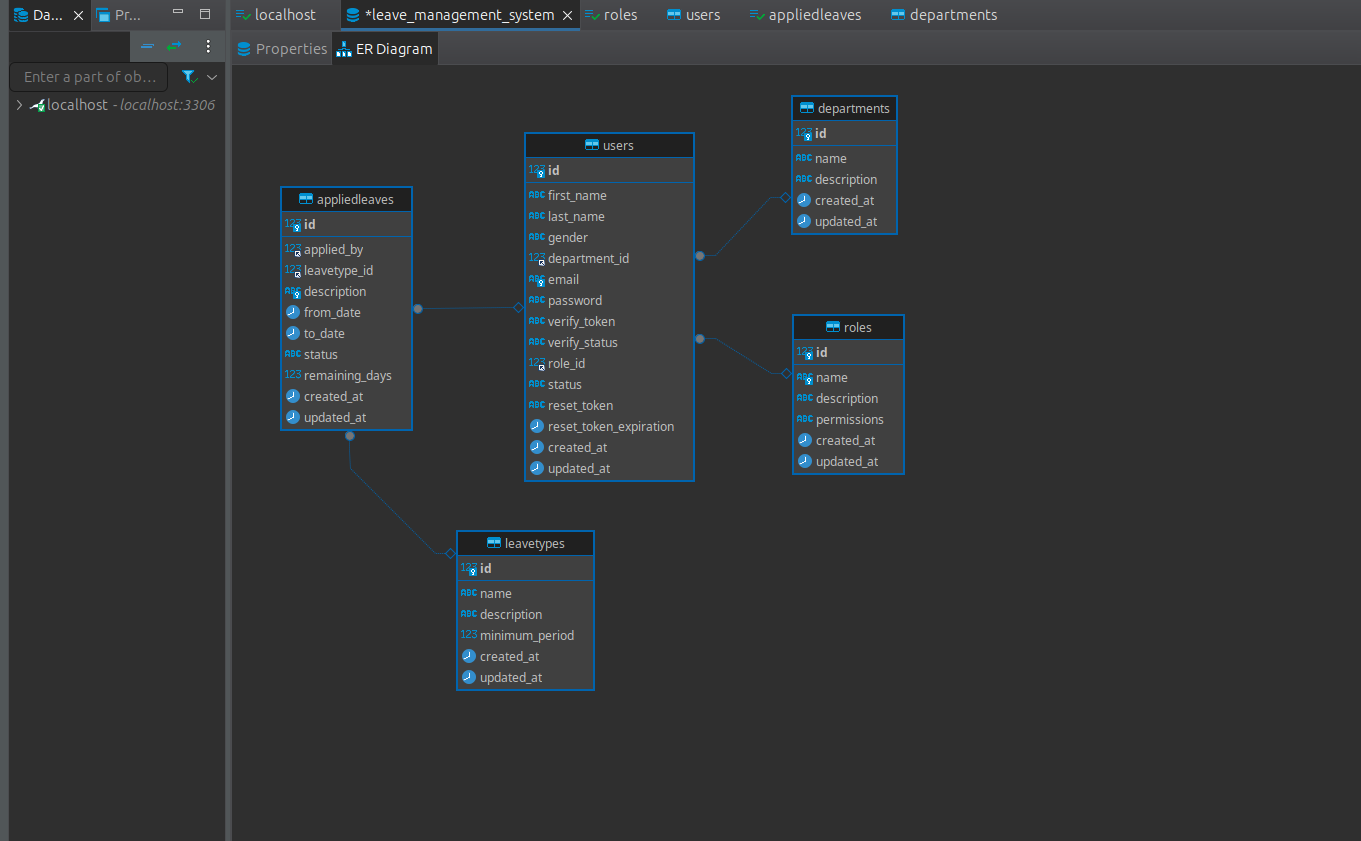 Da...
Pr...
localhost
*leave_management_system
roles
users
appliedleaves
departments
Properties
ER Diagram
Enter a part of ob...
localhost - localhost:3306
appliedleaves
123 id
123 applied_by
123 leavetype_id
ABC description
from_date
to_date
ABC status
123 remaining_days
created_at
updated_at
users
123 id
ABC first_name
ABC last_name
ABC gender
123 department_id
ABC email
ABC password
ABC verify_token
ABC verify_status
123 role_id
ABC status
ABC reset_token
reset_token_expiration
created_at
updated_at
departments
123 id
ABC name
ABC description
created_at
updated_at
roles
123 id
ABC name
ABC description
ABC permissions
created_at
updated_at
leavetypes
123 id
ABC name
ABC description
123 minimum_period
created_at
updated_at